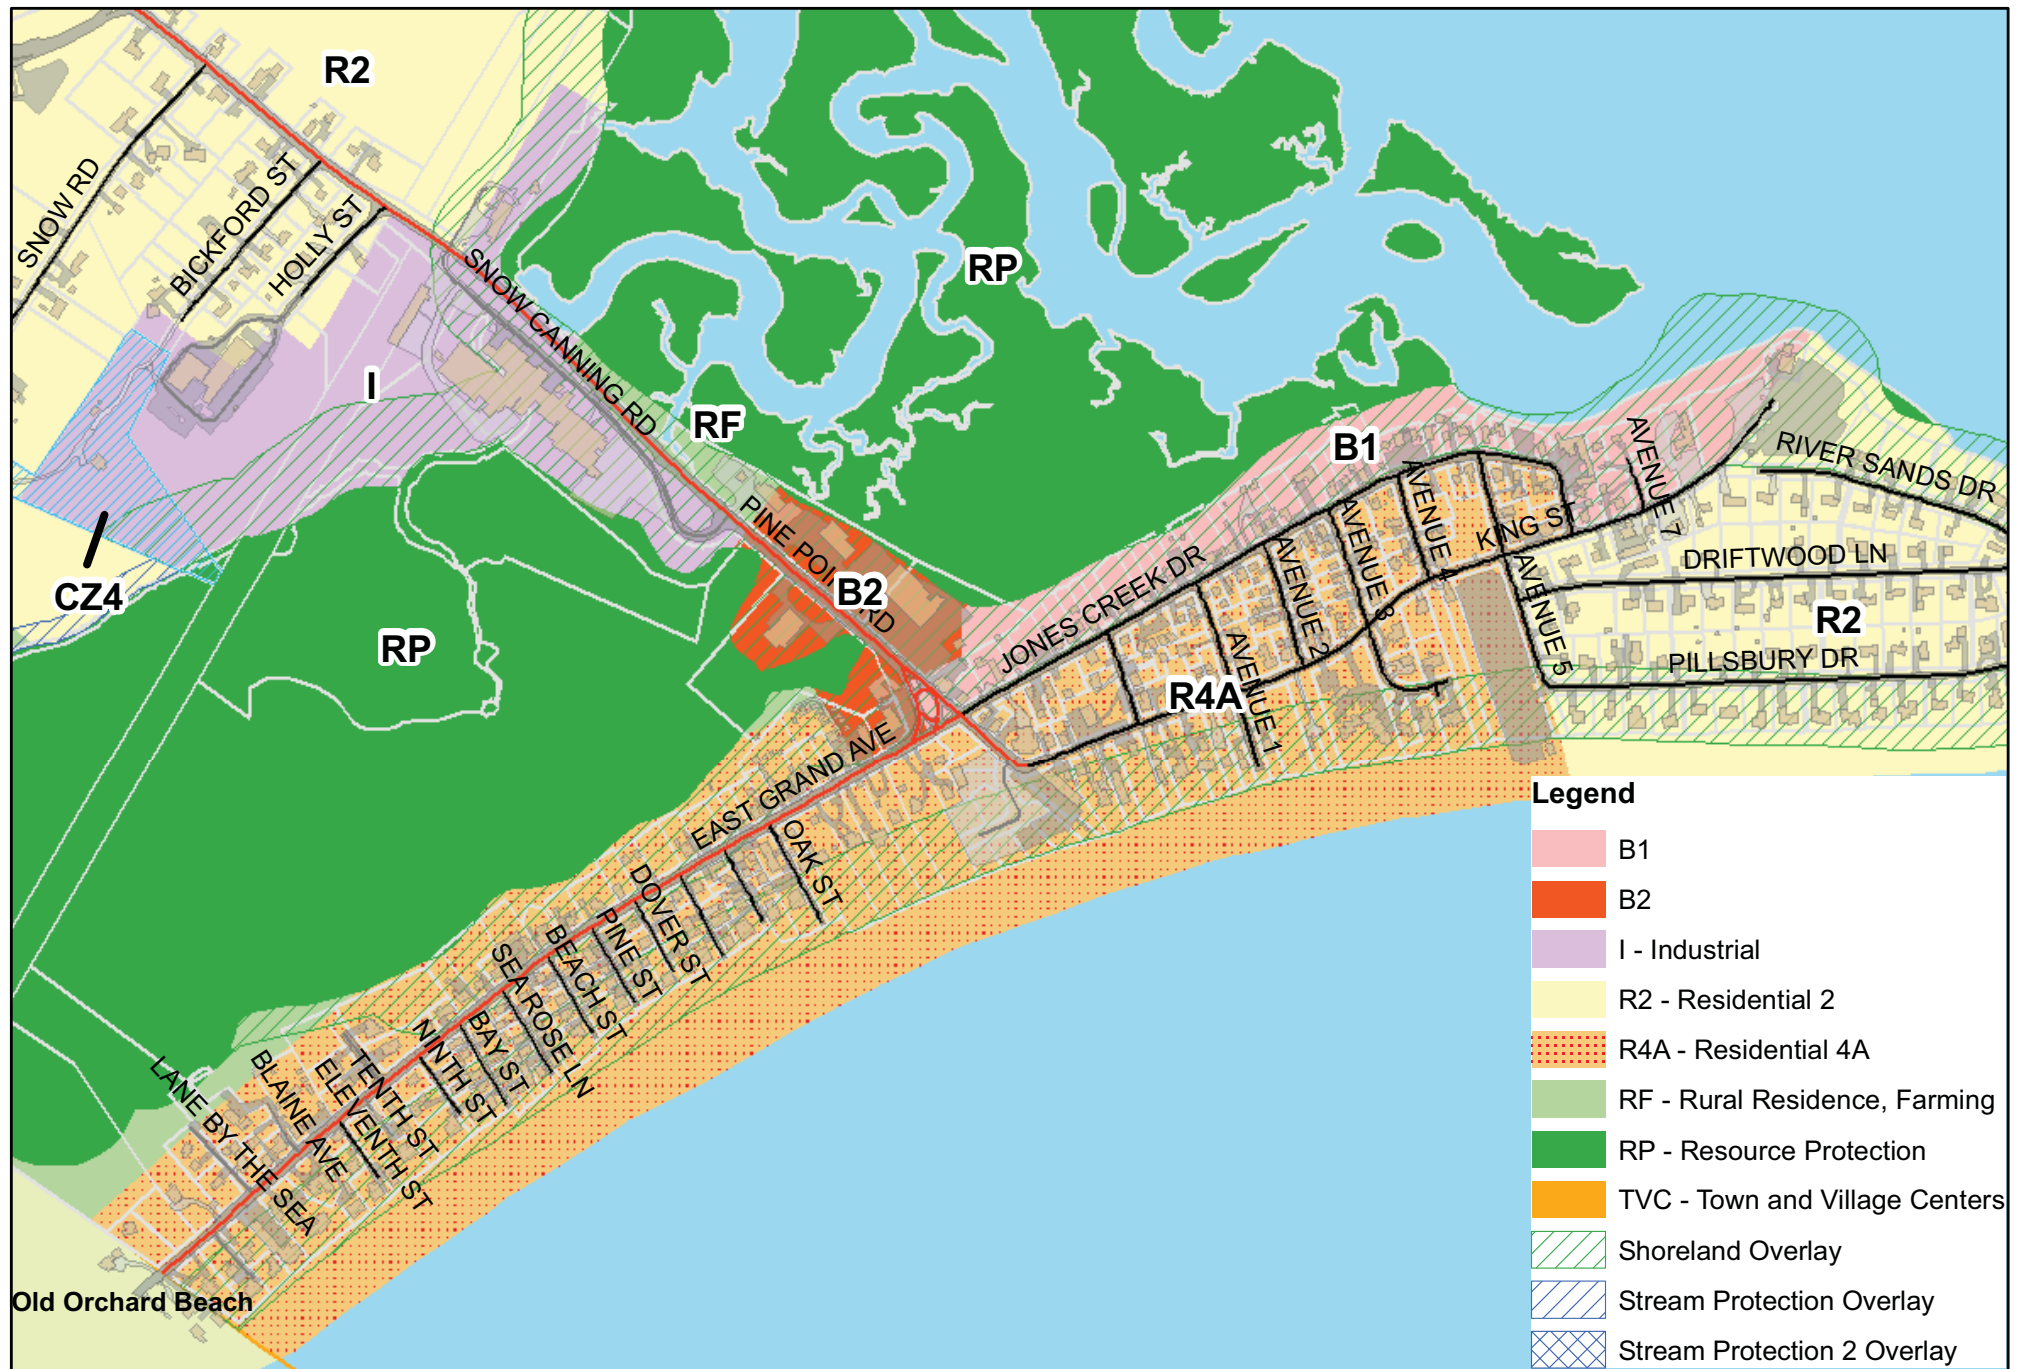 R2
SNOW RD
BICKFORD ST
HOLLY ST
SNOW CANNING RD
RP
I
RF
B1
AVENUE 7
RIVER SANDS DR
CZ4
PINE POINT RD
B2
JONES CREEK DR
AVENUE 4
AVENUE 3
AVENUE 2
AVENUE 1
KING ST
AVENUE 5
DRIFTWOOD LN
R2
PILLSBURY DR
RP
R4A
EAST GRAND AVE
OAK ST
DOVER ST
PINE ST
BEACH ST
SEA ROSE LN
BAY ST
NINTH ST
TENTH ST
ELEVENTH ST
BLAINE AVE
LANE BY THE SEA
Old Orchard Beach
Legend
B1
B2
I - Industrial
R2 - Residential 2
R4A - Residential 4A
RF - Rural Residence, Farming
RP - Resource Protection
TVC - Town and Village Centers
Shoreland Overlay
Stream Protection Overlay
Stream Protection 2 Overlay